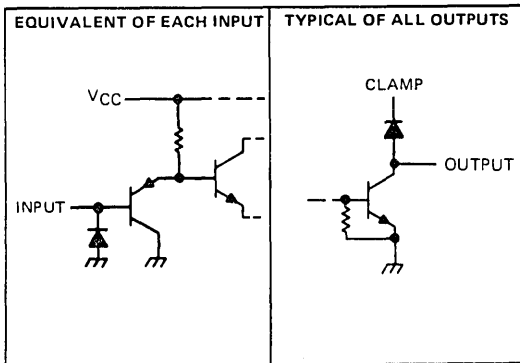 EQUIVALENT OF EACH INPUT
VCC
INPUT
TYPICAL OF ALL OUTPUTS
CLAMP
OUTPUT